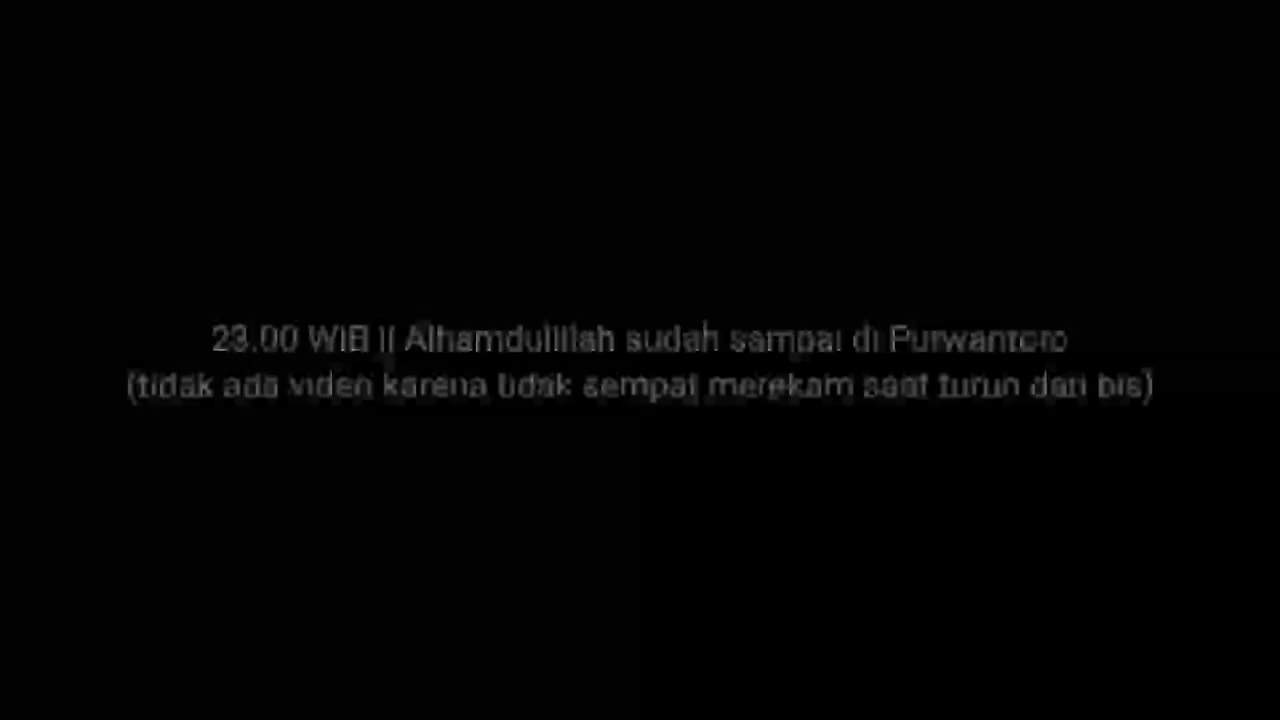 23.00 WIB || Alhamdulillah sudah sampai di Purwantoro
(tidak ada video karena tidak sempat merekam saat turun dari bis)